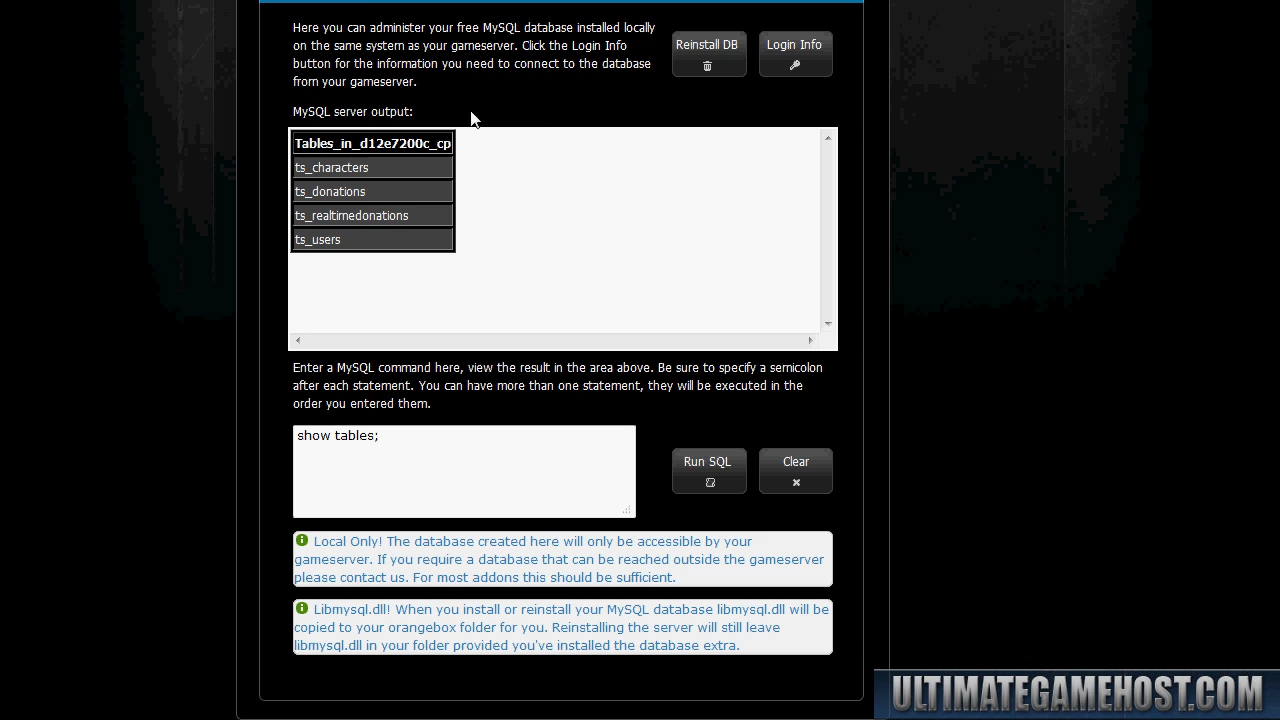 Here you can administer your free MySQL database installed locally
on the same system as your gameserver. Click the Login Info
button for the information you need to connect to the database
from your gameserver.
Reinstall DB
Login Info
MySQL server output:
Tables_in_d12e7200c_cp
ts_characters
ts_donations
ts_realtimedonations
ts_users
Enter a MySQL command here, view the result in the area above. Be sure to specify a semicolon
after each statement. You can have more than one statement, they will be executed in the
order you entered them.
show tables;
Run SQL
Clear
Local Only! The database created here will only be accessible by your
gameserver. If you require a database that can be reached outside the gameserver
please contact us. For most addons this should be sufficient.
Libmysql.dll! When you install or reinstall your MySQL database libmysql.dll will be
copied to your orangebox folder for you. Reinstalling the server will still leave
libmysql.dll in your folder provided you've installed the database extra.
ULTIMATEGAMEHOST.COM